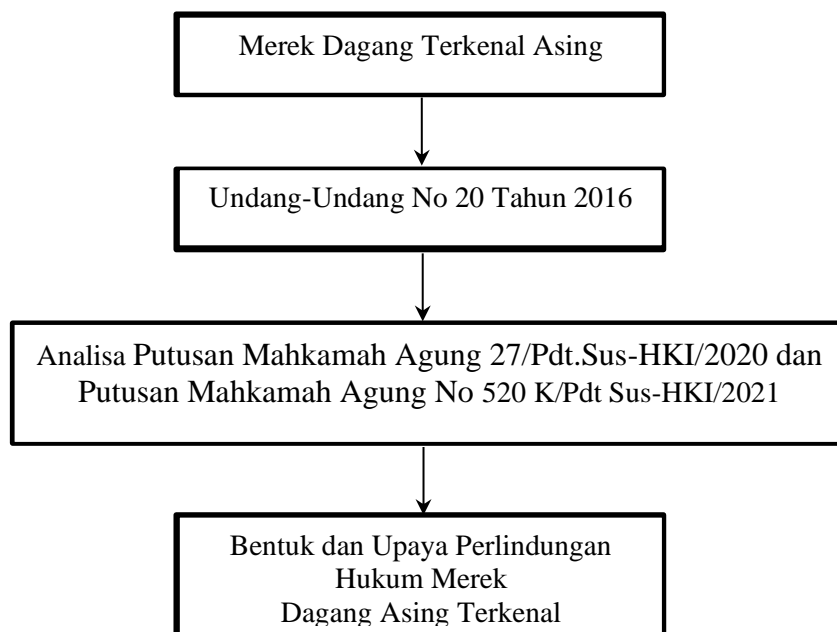 Merek Dagang Terkenal Asing
Undang-Undang No 20 Tahun 2016
Analisa Putusan Mahkamah Agung 27/Pdt.Sus-HKI/2020 dan
Putusan Mahkamah Agung No 520 K/Pdt Sus-HKI/2021
Bentuk dan Upaya Perlindungan
Hukum Merek
Dagang Asing Terkenal